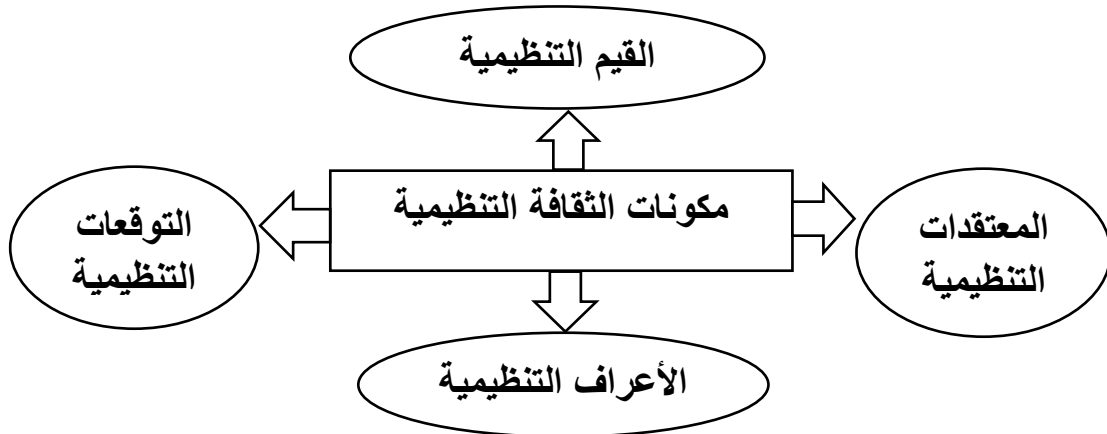 القيم التنظيمية
مكونات الثقافة التنظيمية
المعتقدات
التنظيمية
التوقعات
التنظيمية
الأعراف التنظيمية